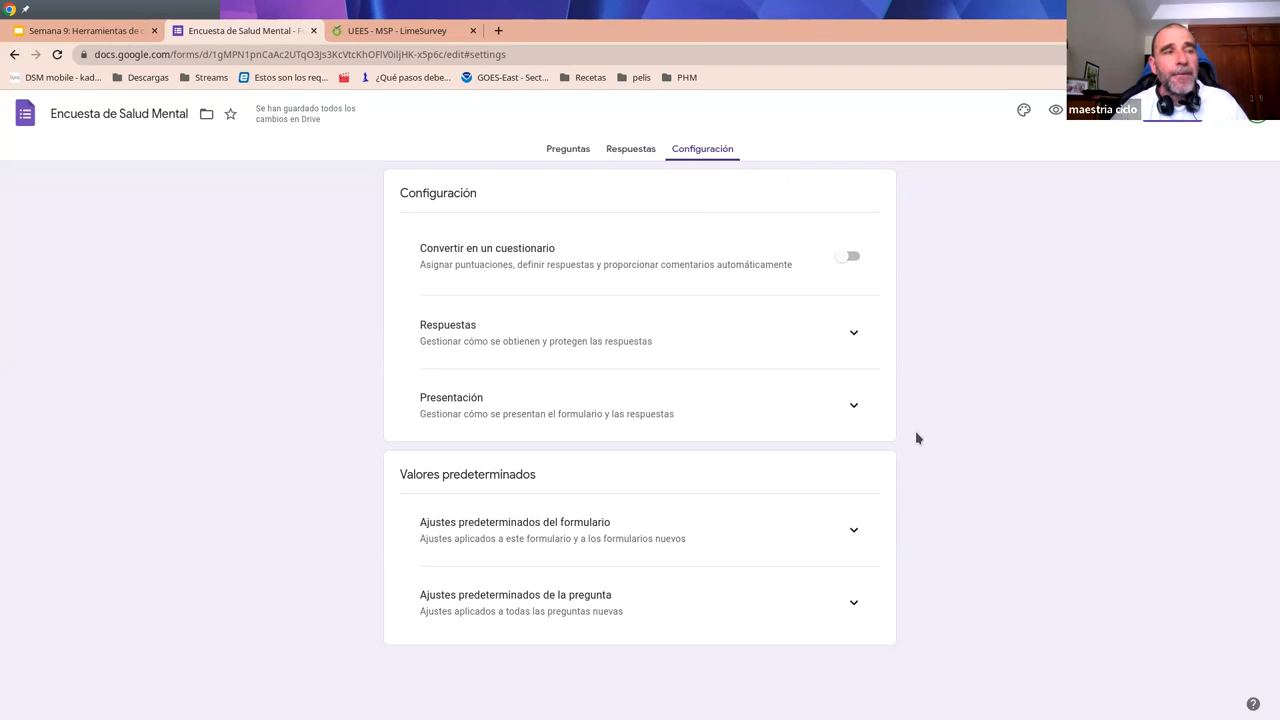 Semana 9: Herramientas de
Encuesta de Salud Mental - F
UEES - MSP - LimeSurvey
docs.google.com/forms/d/1gMPN1pnCaAc2UTqO3Js3KcVtcKhOFlV0iljHK-x5p6c/edit#settings
DSM mobile - kad...
Descargas
Streams
Estos son los req...
¿Qué pasos debe...
GOES-East - Sect...
Recetas
pelis
PHM
maestria ciclo
Encuesta de Salud Mental
Se han guardado todos los
cambios en Drive
Preguntas
Respuestas
Configuración
Configuración
Convertir en un cuestionario
Asignar puntuaciones, definir respuestas y proporcionar comentarios automáticamente
Respuestas
Gestionar cómo se obtienen y protegen las respuestas
Presentación
Gestionar cómo se presentan el formulario y las respuestas
Valores predeterminados
Ajustes predeterminados del formulario
Ajustes aplicados a este formulario y a los formularios nuevos
Ajustes predeterminados de la pregunta
Ajustes aplicados a todas las preguntas nuevas